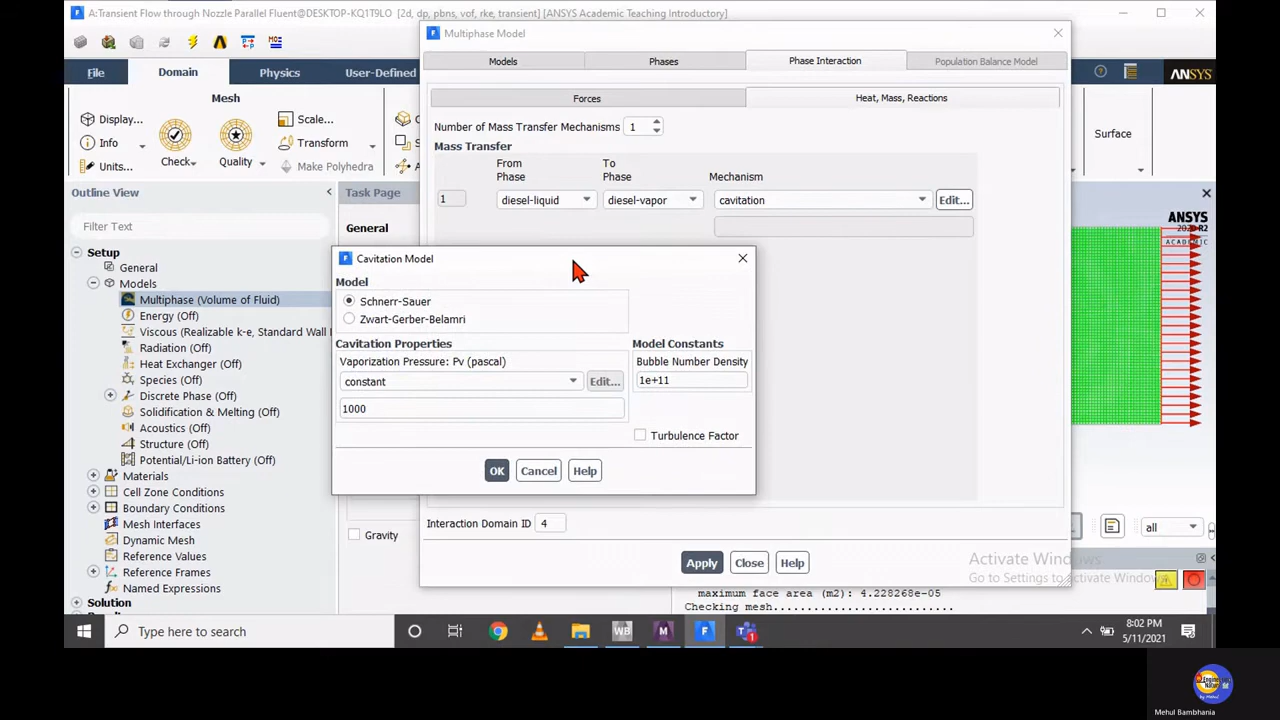 A:Transient Flow through Nozzle Parallel Fluent@DESKTOP-KQ1T9LO [2d, dp, pbns, vof, rke, transient] [ANSYS Academic Teaching Introductory]
File
Domain
Physics
User-Defined
ANSYS
Mesh
Display...
Info
Units...
Check
Quality
Scale...
Transform
Make Polyhedra
Surface
Outline View
Task Page
Filter Text
General
Setup
General
Models
Multiphase (Volume of Fluid)
Energy (Off)
Viscous (Realizable k-e, Standard Wall
Radiation (Off)
Heat Exchanger (Off)
Species (Off)
Discrete Phase (Off)
Solidification & Melting (Off)
Acoustics (Off)
Structure (Off)
Potential/Li-ion Battery (Off)
Materials
Cell Zone Conditions
Boundary Conditions
Mesh Interfaces
Dynamic Mesh
Reference Values
Reference Frames
Named Expressions
Solution
Gravity
Multiphase Model
Models
Phases
Phase Interaction
Population Balance Model
Forces
Heat, Mass, Reactions
Number of Mass Transfer Mechanisms 1
Mass Transfer
From
Phase
To
Phase
Mechanism
1
diesel-liquid
diesel-vapor
cavitation
Edit...
Cavitation Model
Model
Schnerr-Sauer
Zwart-Gerber-Belamri
Cavitation Properties
Vaporization Pressure: Pv (pascal)
constant
Edit...
1000
Model Constants
Bubble Number Density
1e+11
Turbulence Factor
OK
Cancel
Help
Interaction Domain ID 4
Apply
Close
Help
ANSYS
R2
ACADEMIC
all
Activate Windows
Go to Settings to activate Windows
maximum face area (m2): 4.228268e-05
Checking mesh.........................
Type here to search
WB
M
F
8:02 PM
5/11/2021
Mehul Bambhania